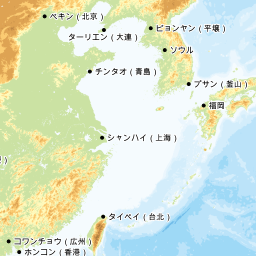 ペキン（北京）
ピョンヤン（平壌）
ターリエン（大連）
ソウル
チンタオ（青島）
プサン（釜山）
福岡
シャンハイ（上海）
タイペイ（台北）
コワンチョウ（広州）
ホンコン（香港）